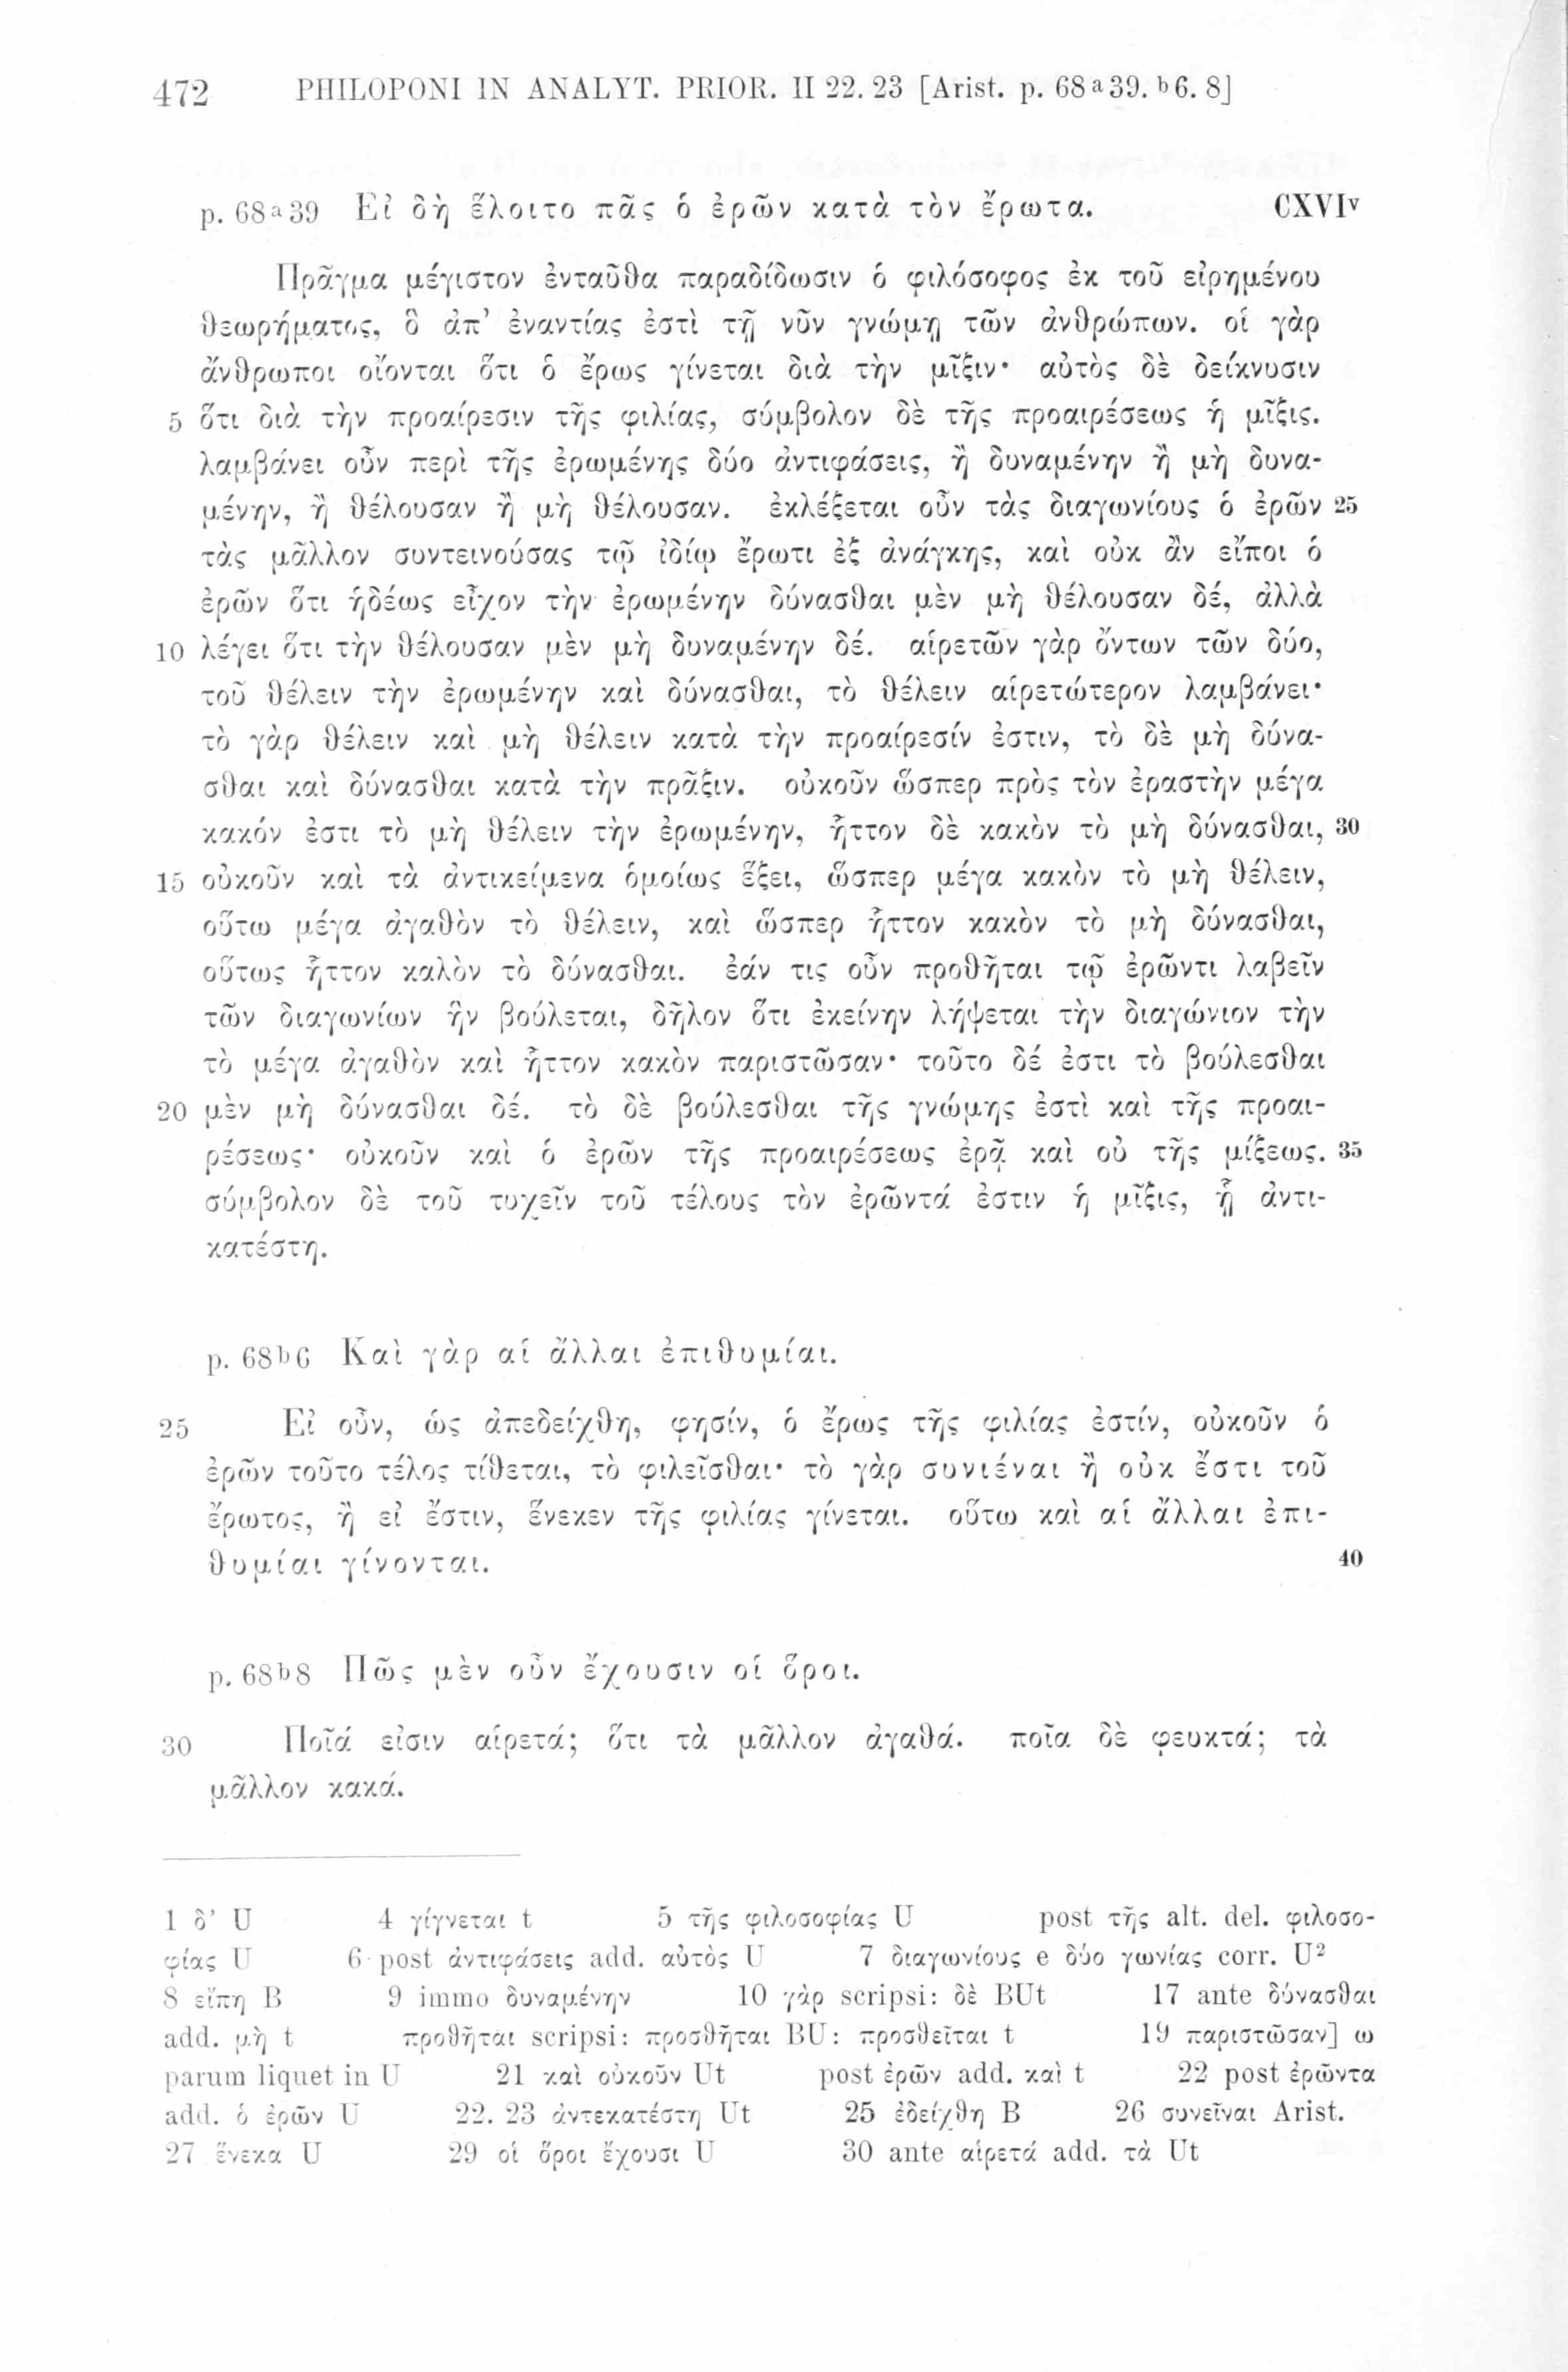 472 PHILOPONI IN ANALYT. PRIOR. II 22. 23 [Arist. p. 68 a 39. b 6. 8]
p. 68 a 39 Εἰ δὴ ἕλοιτο πᾶς ὁ ἐρῶν κατὰ τὸν ἔρωτα. CXVIv
Πρᾶγμα μέγιστον ἐνταῦθα παραδίδωσιν ὁ φιλόσοφος ἐκ τοῦ εἰρημένου
θεωρήματος, ὃ ἀπ’ ἐναντίας ἐστὶ τῇ νῦν γνώμῃ τῶν ἀνθρώπων. οἱ γὰρ
ἄνθρωποι οἴονται ὅτι ὁ ἔρως γίνεται διὰ τὴν μῖξιν· αὐτὸς δὲ δείκνυσιν
5 ὅτι διὰ τὴν προαίρεσιν τῆς φιλίας, σύμβολον δὲ τῆς προαιρέσεως ἡ μῖξις.
λαμβάνει οὖν περὶ τῆς ἐρωμένης δύο ἀντιφάσεις, ἢ δυναμένην ἢ μὴ δυνα-
μένην, ἢ θέλουσαν ἢ μὴ θέλουσαν. ἐκλέξεται οὖν τὰς διαγωνίους ὁ ἐρῶν 25
τὰς μᾶλλον συντεινούσας τῷ ἰδίῳ ἔρωτι ἐξ ἀνάγκης, καὶ οὐκ ἂν εἴποι ὁ
ἐρῶν ὅτι ἡδέως εἶχον τὴν ἐρωμένην δύνασθαι μὲν μὴ θέλουσαν δέ, ἀλλὰ
10 λέγει ὅτι τὴν θέλουσαν μὲν μὴ δυναμένην δέ. αἱρετῶν γὰρ ὄντων τῶν δύο,
τοῦ θέλειν τὴν ἐρωμένην καὶ δύνασθαι, τὸ θέλειν αἱρετώτερον λαμβάνει·
τὸ γὰρ θέλειν καὶ μὴ θέλειν κατὰ τὴν προαίρεσίν ἐστιν, τὸ δὲ μὴ δύνα-
σθαι καὶ δύνασθαι κατὰ τὴν πρᾶξιν. οὐκοῦν ὥσπερ πρὸς τὸν ἐραστὴν μέγα
κακόν ἐστι τὸ μὴ θέλειν τὴν ἐρωμένην, ἧττον δὲ κακὸν τὸ μὴ δύνασθαι, 30
15 οὐκοῦν καὶ τὰ ἀντικείμενα ὁμοίως ἕξει, ὥσπερ μέγα κακὸν τὸ μὴ θέλειν,
οὕτω μέγα ἀγαθὸν τὸ θέλειν, καὶ ὥσπερ ἧττον κακὸν τὸ μὴ δύνασθαι,
οὕτως ἧττον καλὸν τὸ δύνασθαι. ἐάν τις οὖν προθῆται τῷ ἐρῶντι λαβεῖν
τῶν διαγωνίων ἣν βούλεται, δῆλον ὅτι ἐκείνην λήψεται τὴν διαγώνιον τὴν
τὸ μέγα ἀγαθὸν καὶ ἧττον κακὸν παριστῶσαν· τοῦτο δέ ἐστι τὸ βούλεσθαι
20 μὲν μὴ δύνασθαι δέ. τὸ δὲ βούλεσθαι τῆς γνώμης ἐστὶ καὶ τῆς προαι-
ρέσεως· οὐκοῦν καὶ ὁ ἐρῶν τῆς προαιρέσεως ἐρᾷ καὶ οὐ τῆς μίξεως. 35
σύμβολον δὲ τοῦ τυχεῖν τοῦ τέλους τὸν ἐρῶντά ἐστιν ἡ μῖξις, ᾗ ἀντι-
κατέστη.
p. 68 b 6 Καὶ γὰρ αἱ ἄλλαι ἐπιθυμίαι.
25 Εἰ οὖν, ὡς ἀπεδείχθη, φησίν, ὁ ἔρως τῆς φιλίας ἐστίν, οὐκοῦν ὁ
ἐρῶν τοῦτο τέλος τίθεται, τὸ φιλεῖσθαι· τὸ γὰρ συνιέναι ἢ οὐκ ἔστι τοῦ
ἔρωτος, ἢ εἰ ἔστιν, ἕνεκεν τῆς φιλίας γίνεται. οὕτω καὶ αἱ ἄλλαι ἐπι-
θυμίαι γίνονται. 40
p. 68 b 8 Πῶς μὲν οὖν ἔχουσιν οἱ ὅροι.
30 Ποῖά εἰσιν αἱρετά; ὅτι τὰ μᾶλλον ἀγαθά. ποῖα δὲ φευκτά; τὰ
μᾶλλον κακά.
1 δ’ U 4 γίγνεται t 5 τῆς φιλοσοφίας U post τῆς alt. del. φιλοσο-
φίας U 6 post ἀντιφάσεις add. αὐτὸς U 7 διαγωνίους e δύο γωνίας corr. U²
8 εἴπῃ B 9 immo δυναμένην 10 γὰρ scripsi: δὲ BUt 17 ante δύνασθαι
add. μὴ t προθῆται scripsi: προσθῆται BU: προσθεῖται t 19 παριστῶσαν] ω
parum liquet in U 21 καὶ οὐκοῦν Ut post ἐρῶν add. καὶ t 22 post ἐρῶντα
add. ὁ ἐρῶν U 22. 23 ἀντεκατέστη Ut 25 ἐδείχθη B 26 συνεῖναι Arist.
27 ἕνεκα U 29 οἱ ὅροι ἔχουσι U 30 ante αἱρετά add. τὰ Ut